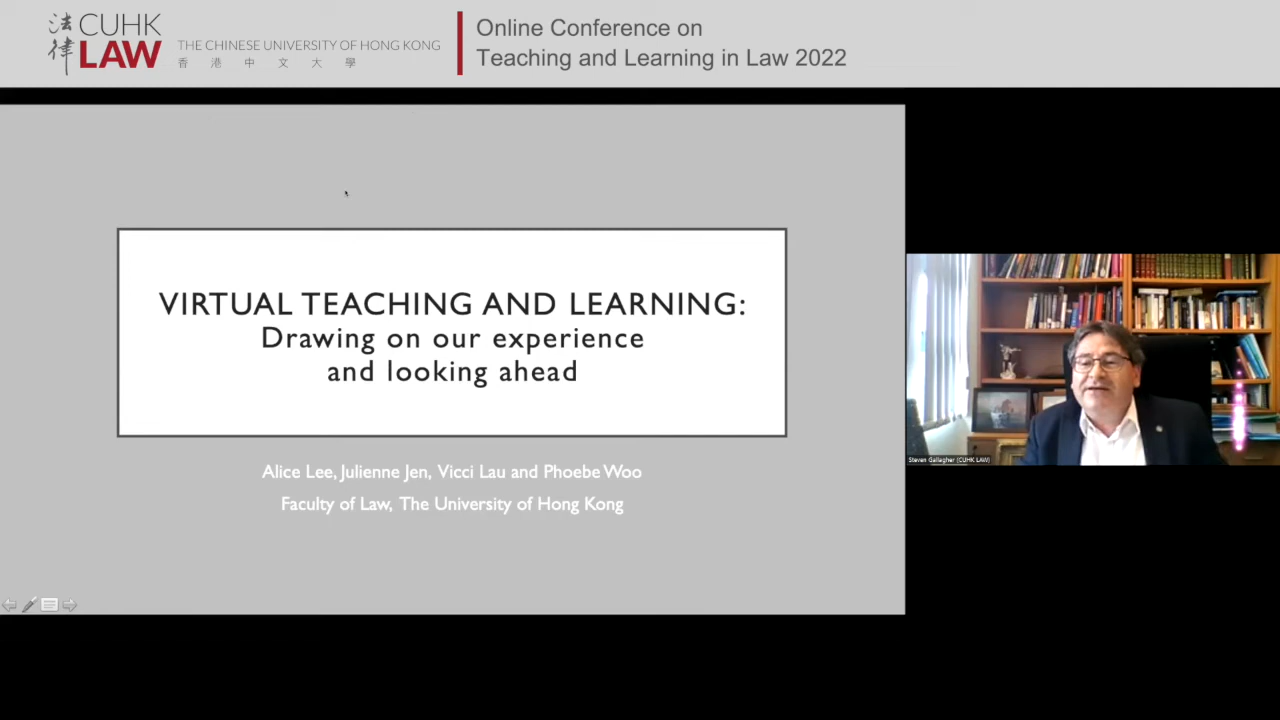 法律
CUHK
LAW
THE CHINESE UNIVERSITY OF HONG KONG
香港中文大學
Online Conference on
Teaching and Learning in Law 2022
VIRTUAL TEACHING AND LEARNING:
Drawing on our experience
and looking ahead
Alice Lee, Julienne Jen, Vicci Lau and Phoebe Woo
Faculty of Law, The University of Hong Kong
Steven Gallagher (CUHK LAW)